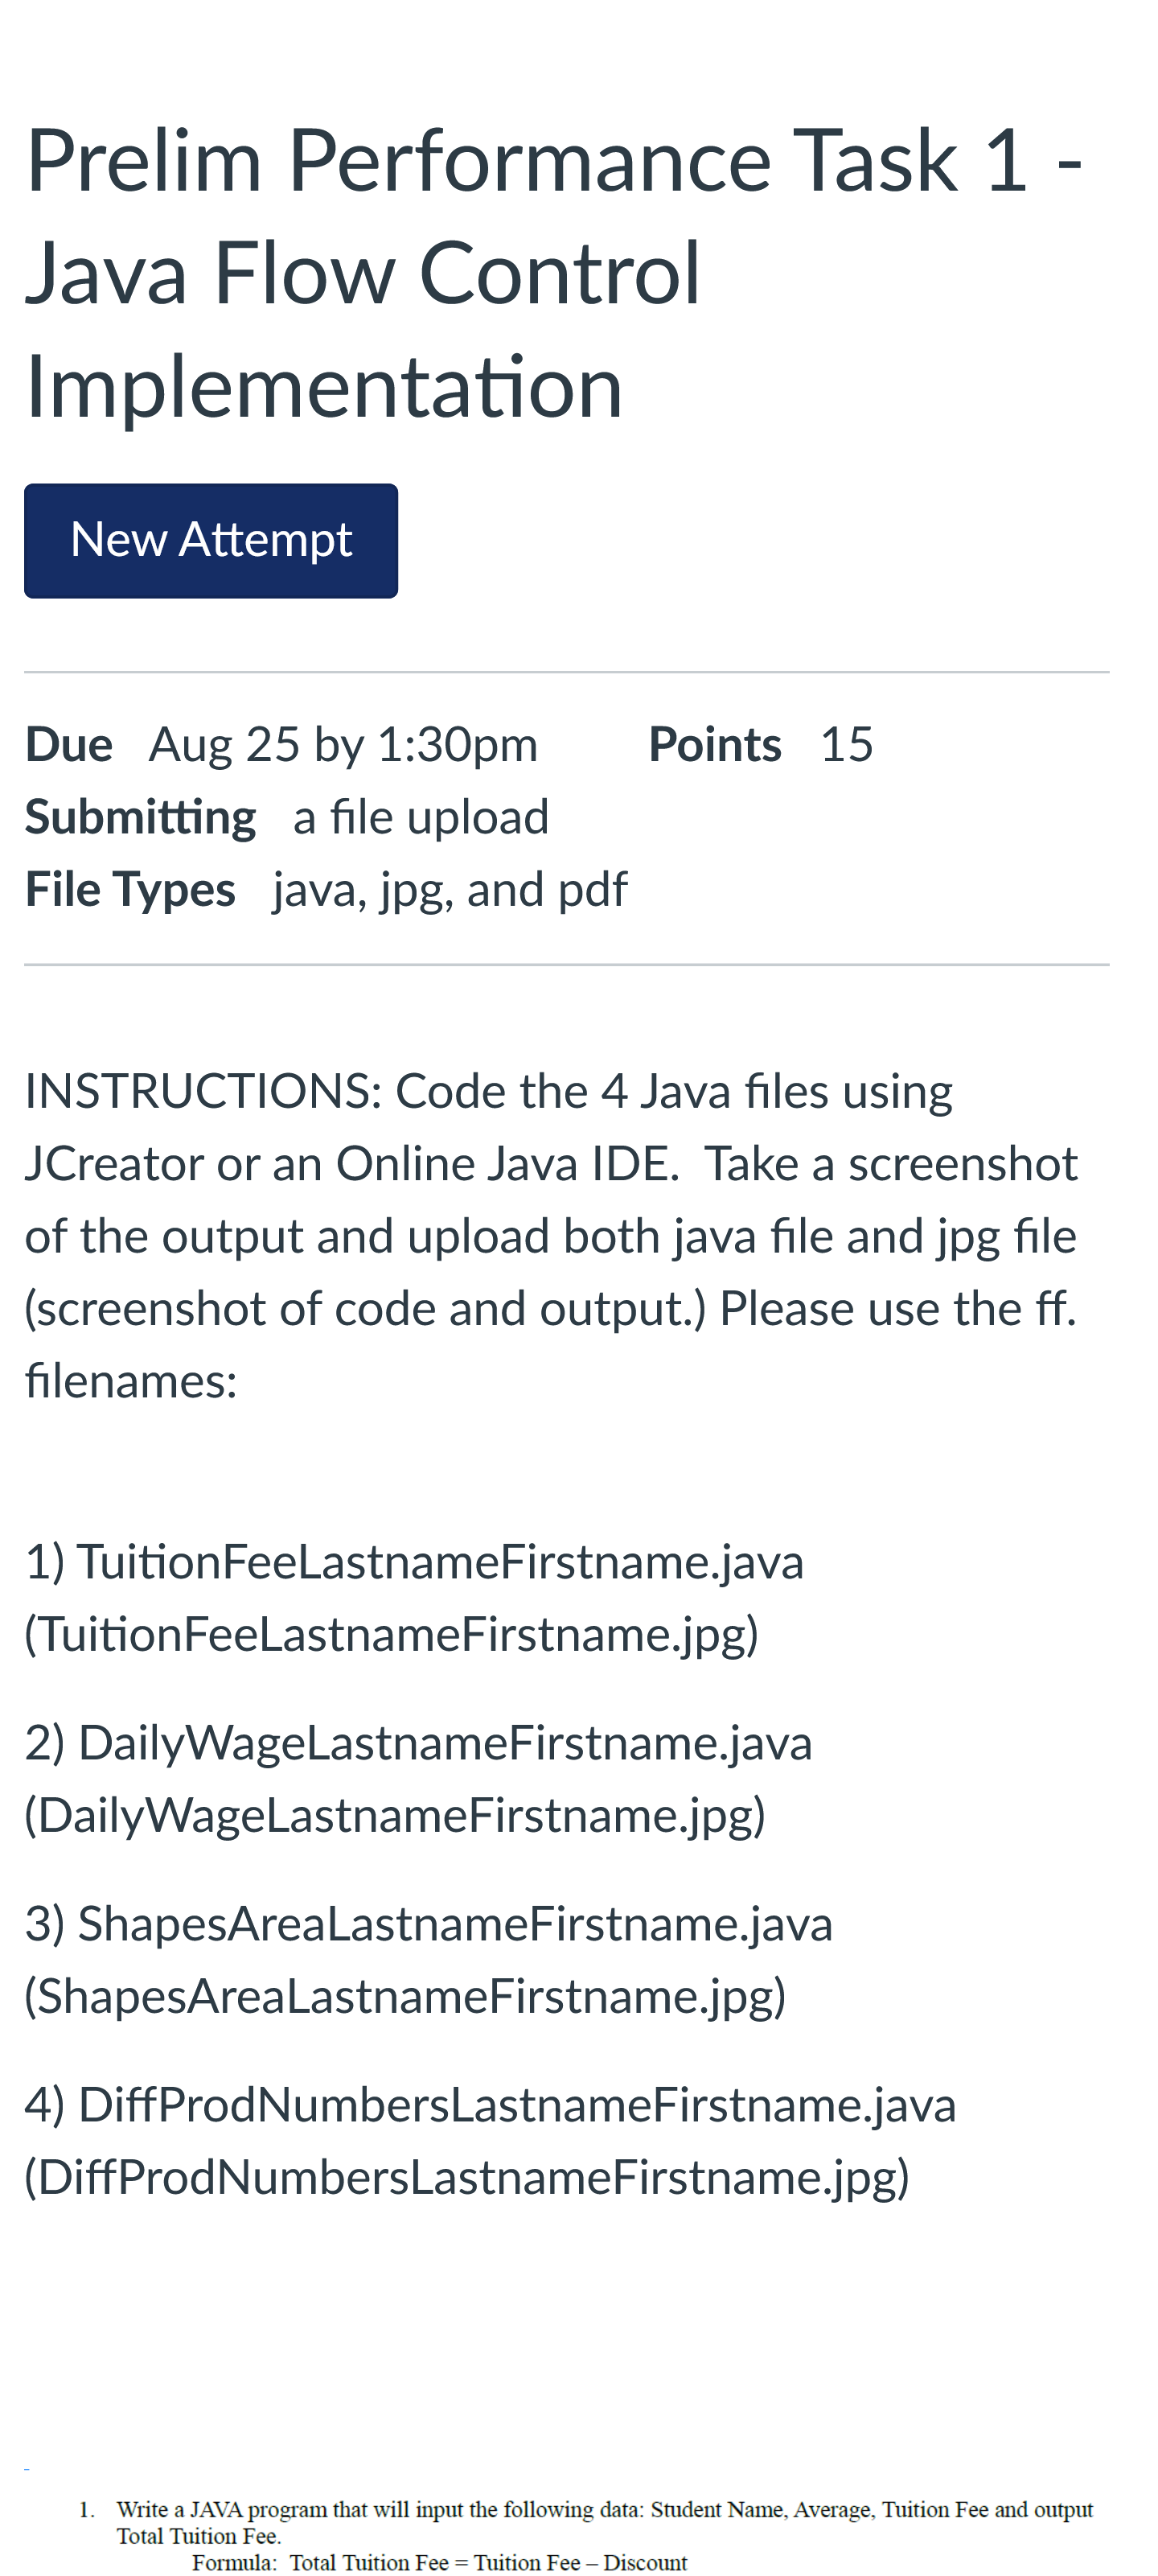 Prelim Performance Task 1 -
Java Flow Control
Implementation
New Attempt
Due Aug 25 by 1:30pm Points 15
Submitting a file upload
File Types java, jpg, and pdf
INSTRUCTIONS: Code the 4 Java files using
JCreator or an Online Java IDE.  Take a screenshot
of the output and upload both java file and jpg file
(screenshot of code and output.) Please use the ff.
filenames:
1) TuitionFeeLastnameFirstname.java
(TuitionFeeLastnameFirstname.jpg)
2) DailyWageLastnameFirstname.java
(DailyWageLastnameFirstname.jpg)
3) ShapesAreaLastnameFirstname.java
(ShapesAreaLastnameFirstname.jpg)
4) DiffProdNumbersLastnameFirstname.java
(DiffProdNumbersLastnameFirstname.jpg)
1. Write a JAVA program that will input the following data: Student Name, Average, Tuition Fee and output
Total Tuition Fee.
Formula: Total Tuition Fee = Tuition Fee – Discount